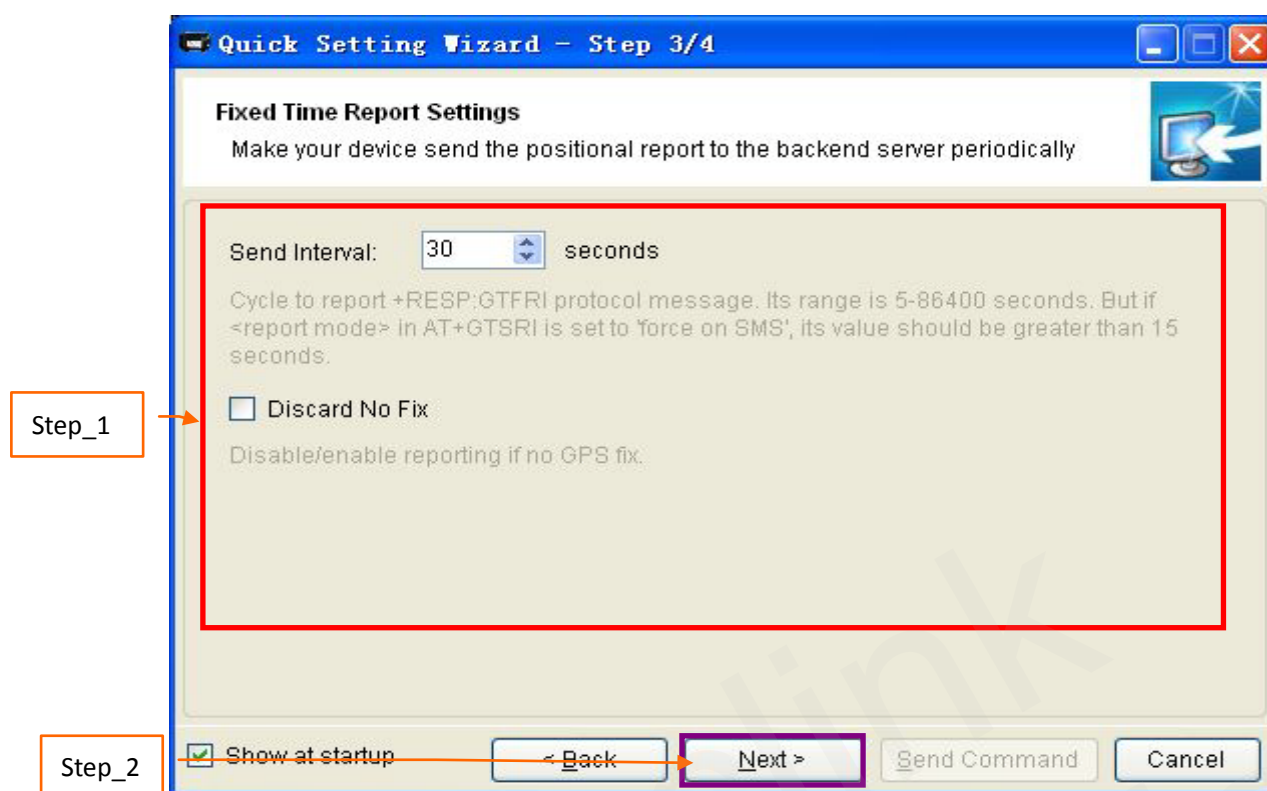 Quick Setting Wizard - Step 3/4
Fixed Time Report Settings
Make your device send the positional report to the backend server periodically
Send Interval: 30 seconds
Cycle to report +RESP:GTFRI protocol message. Its range is 5-86400 seconds. But if
<report mode> in AT+GTSRI is set to 'force on SMS', its value should be greater than 15
seconds.
Step_1
Discard No Fix
Disable/enable reporting if no GPS fix.
Step_2
Show at startup
< Back
Next >
Send Command
Cancel